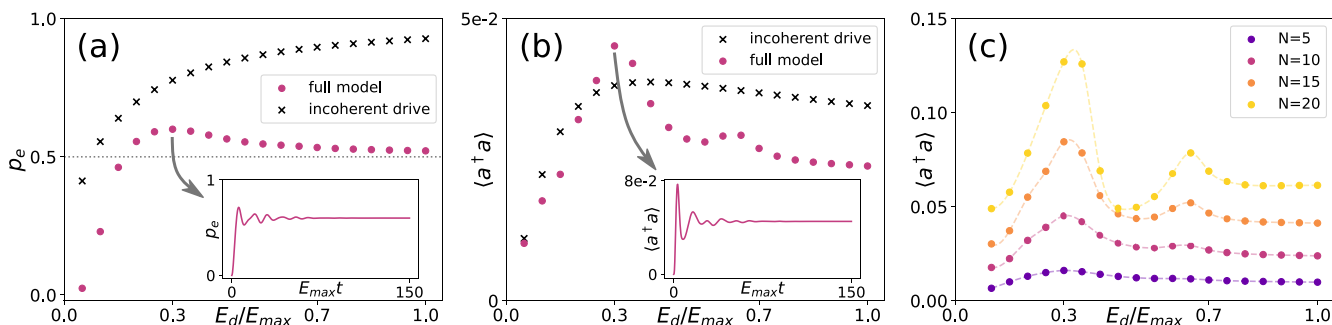 (a)
1.0
0.5
0.0
p_e
full model
incoherent drive
1
p_e
0
0
E_max t
150
0.0
0.3
0.7
1.0
E_d/E_max
(b)
5e-2
0
⟨a†a⟩
incoherent drive
full model
8e-2
⟨a†a⟩
0
0
E_max t
150
0.0
0.3
0.7
1.0
E_d/E_max
(c)
0.15
0.10
0.05
0.00
⟨a†a⟩
N=5
N=10
N=15
N=20
0.0
0.3
0.7
1.0
E_d/E_max